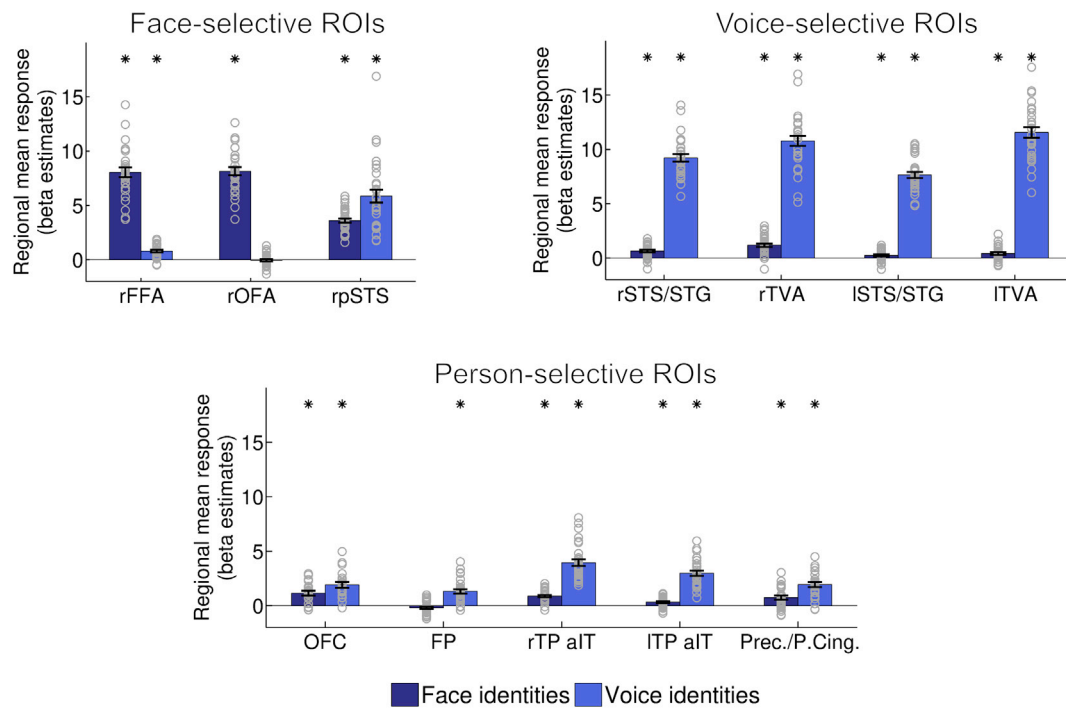 Face-selective ROIs
Regional mean response
(beta estimates)
* * * * *
15
10
5
0
rFFA rOFA rpSTS
Voice-selective ROIs
Regional mean response
(beta estimates)
* * * * * * * *
15
10
5
0
rSTS/STG rTVA lSTS/STG lTVA
Person-selective ROIs
Regional mean response
(beta estimates)
* * * * * * * * *
15
10
5
0
OFC FP rTP aIT lTP aIT Prec./P.Cing.
Face identities Voice identities